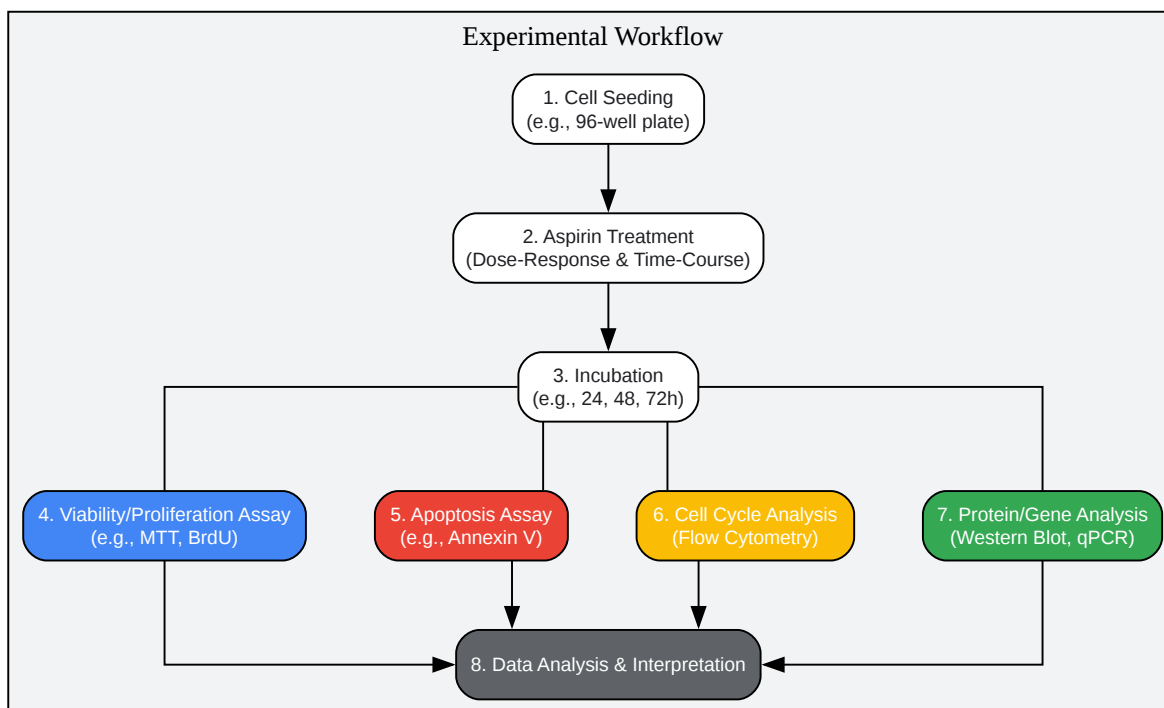 Experimental Workflow
1. Cell Seeding
(e.g., 96-well plate)
2. Aspirin Treatment
(Dose-Response & Time-Course)
3. Incubation
(e.g., 24, 48, 72h)
4. Viability/Proliferation Assay
(e.g., MTT, BrdU)
5. Apoptosis Assay
(e.g., Annexin V)
6. Cell Cycle Analysis
(Flow Cytometry)
7. Protein/Gene Analysis
(Western Blot, qPCR)
8. Data Analysis & Interpretation